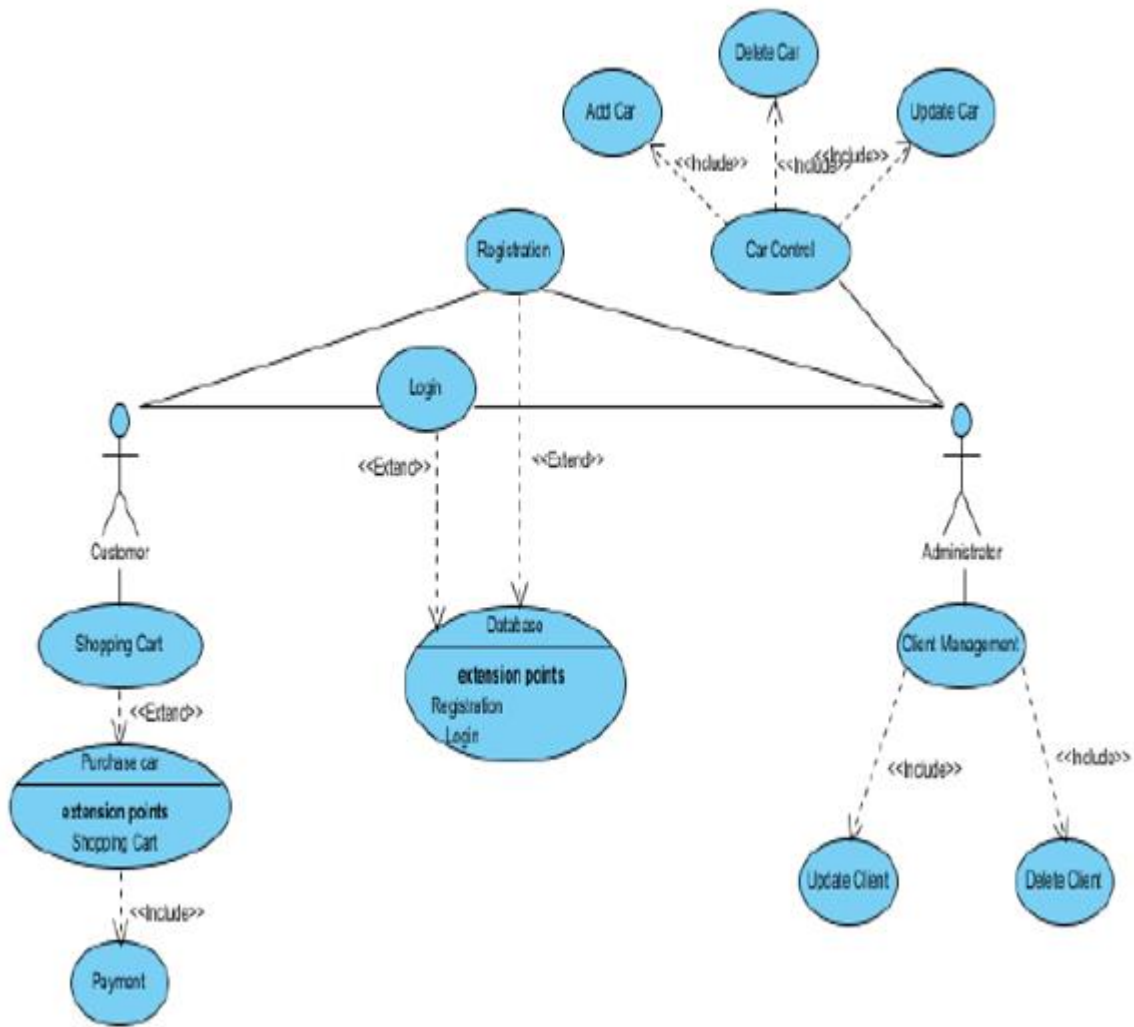 Delete Car
Add Car
Update Car
<<Include>>
<<Include>>
<<Include>>
Registration
Car Control
Login
<<Extend>>
<<Extend>>
Customer
Administrator
Shopping Cart
Database
extension points
Registration
Login
Client Management
<<Extend>>
Purchase car
extension points
Shopping Cart
<<Include>>
<<Include>>
Update Client
Delete Client
<<Include>>
Payment